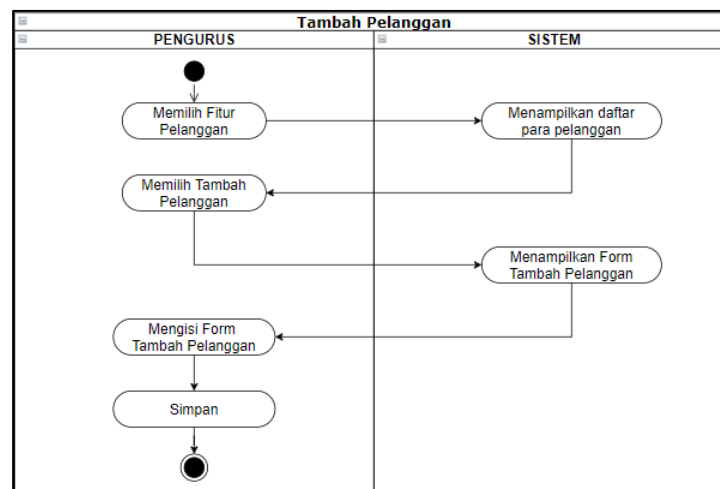 Tambah Pelanggan
PENGURUS
SISTEM
Memilih Fitur
Pelanggan
Menampilkan daftar
para pelanggan
Memilih Tambah
Pelanggan
Menampilkan Form
Tambah Pelanggan
Mengisi Form
Tambah Pelanggan
Simpan